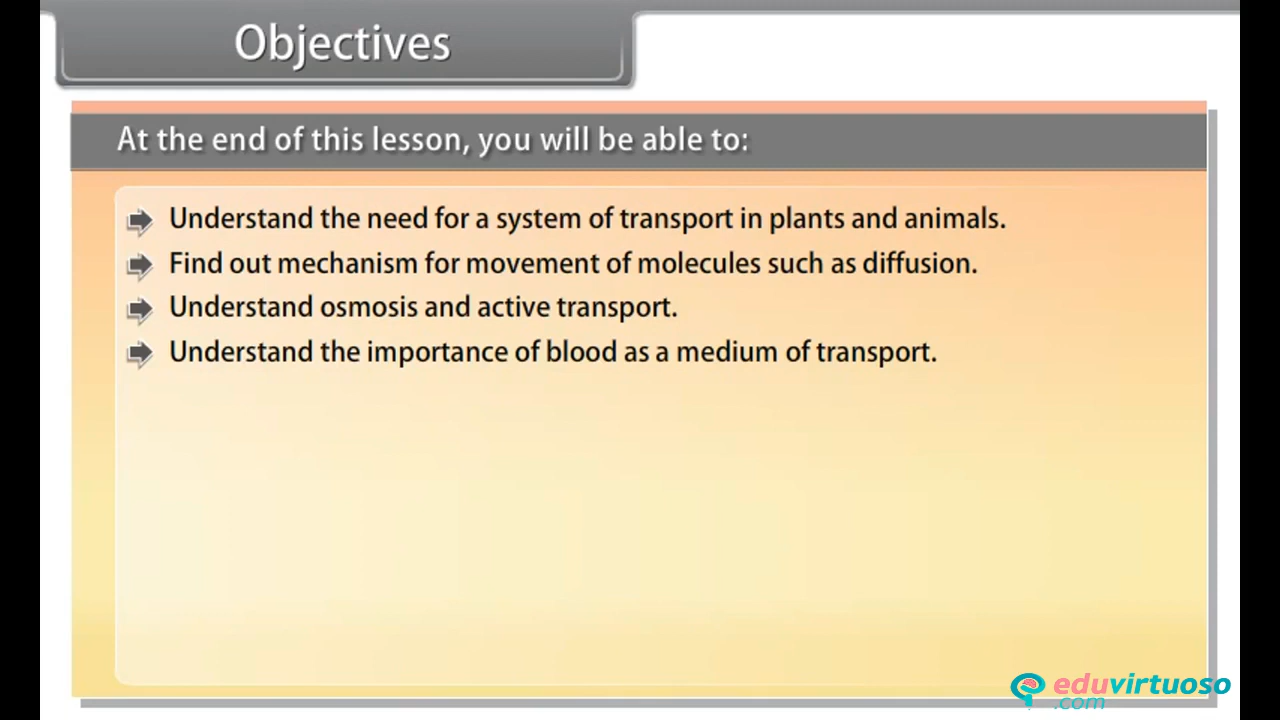 Objectives
At the end of this lesson, you will be able to:
Understand the need for a system of transport in plants and animals.
Find out mechanism for movement of molecules such as diffusion.
Understand osmosis and active transport.
Understand the importance of blood as a medium of transport.
eduvirtuoso
.com